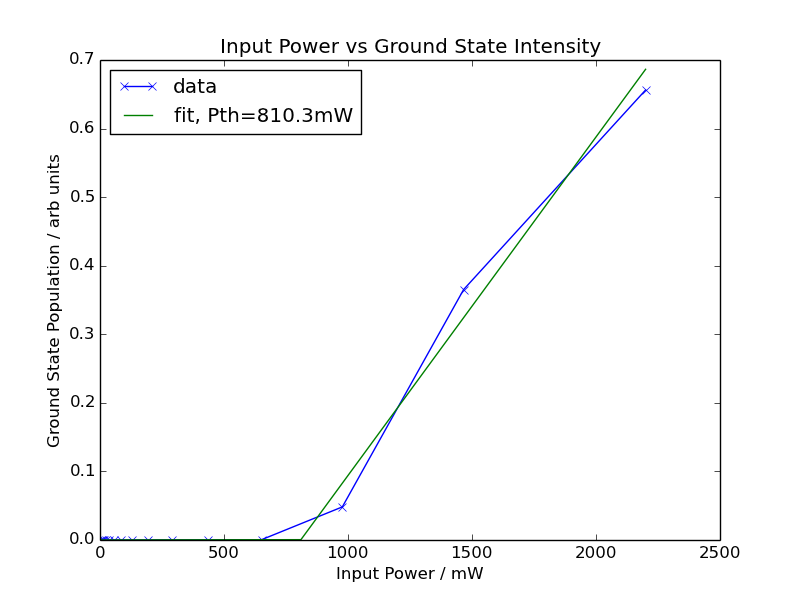 Input Power vs Ground State Intensity
data
fit, Pth=810.3mW
0.7
0.6
0.5
0.4
0.3
0.2
0.1
0.0
Ground State Population / arb units
0 500 1000 1500 2000 2500
Input Power / mW